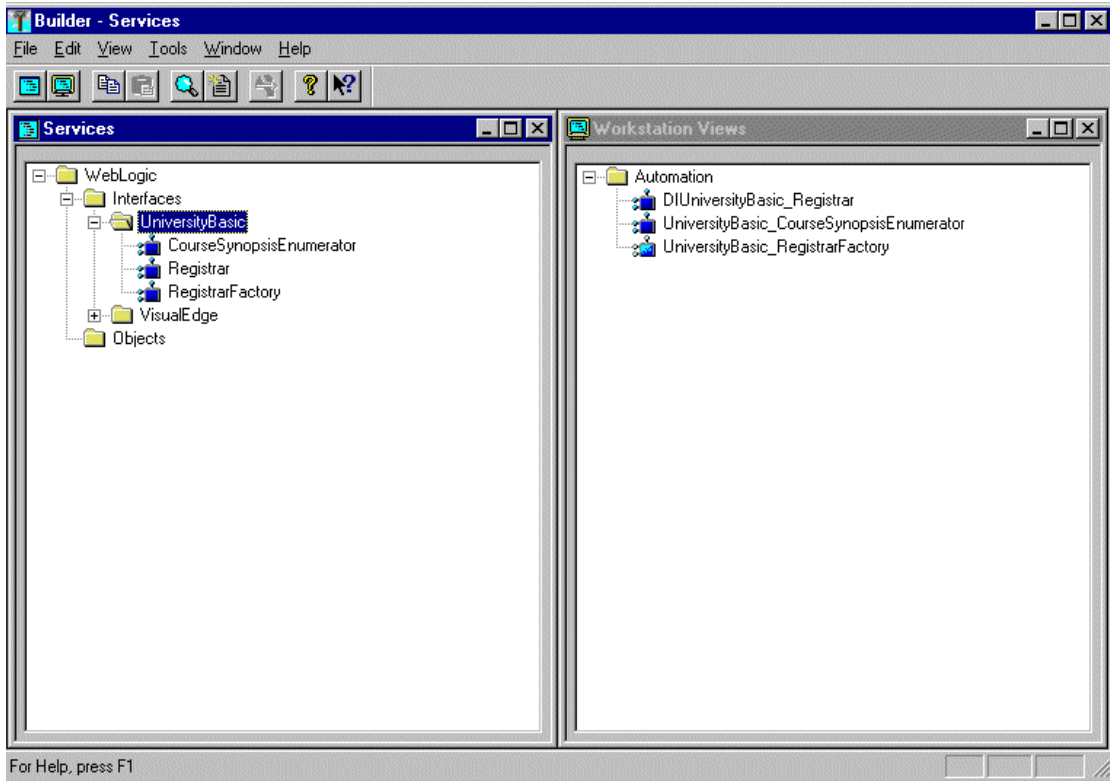 Builder - Services
File Edit View Tools Window Help
Services
WebLogic
Interfaces
UniversityBasic
CourseSynopsisEnumerator
Registrar
RegistrarFactory
VisualEdge
Objects
Workstation Views
Automation
DIUniversityBasic_Registrar
UniversityBasic_CourseSynopsisEnumerator
UniversityBasic_RegistrarFactory
For Help, press F1